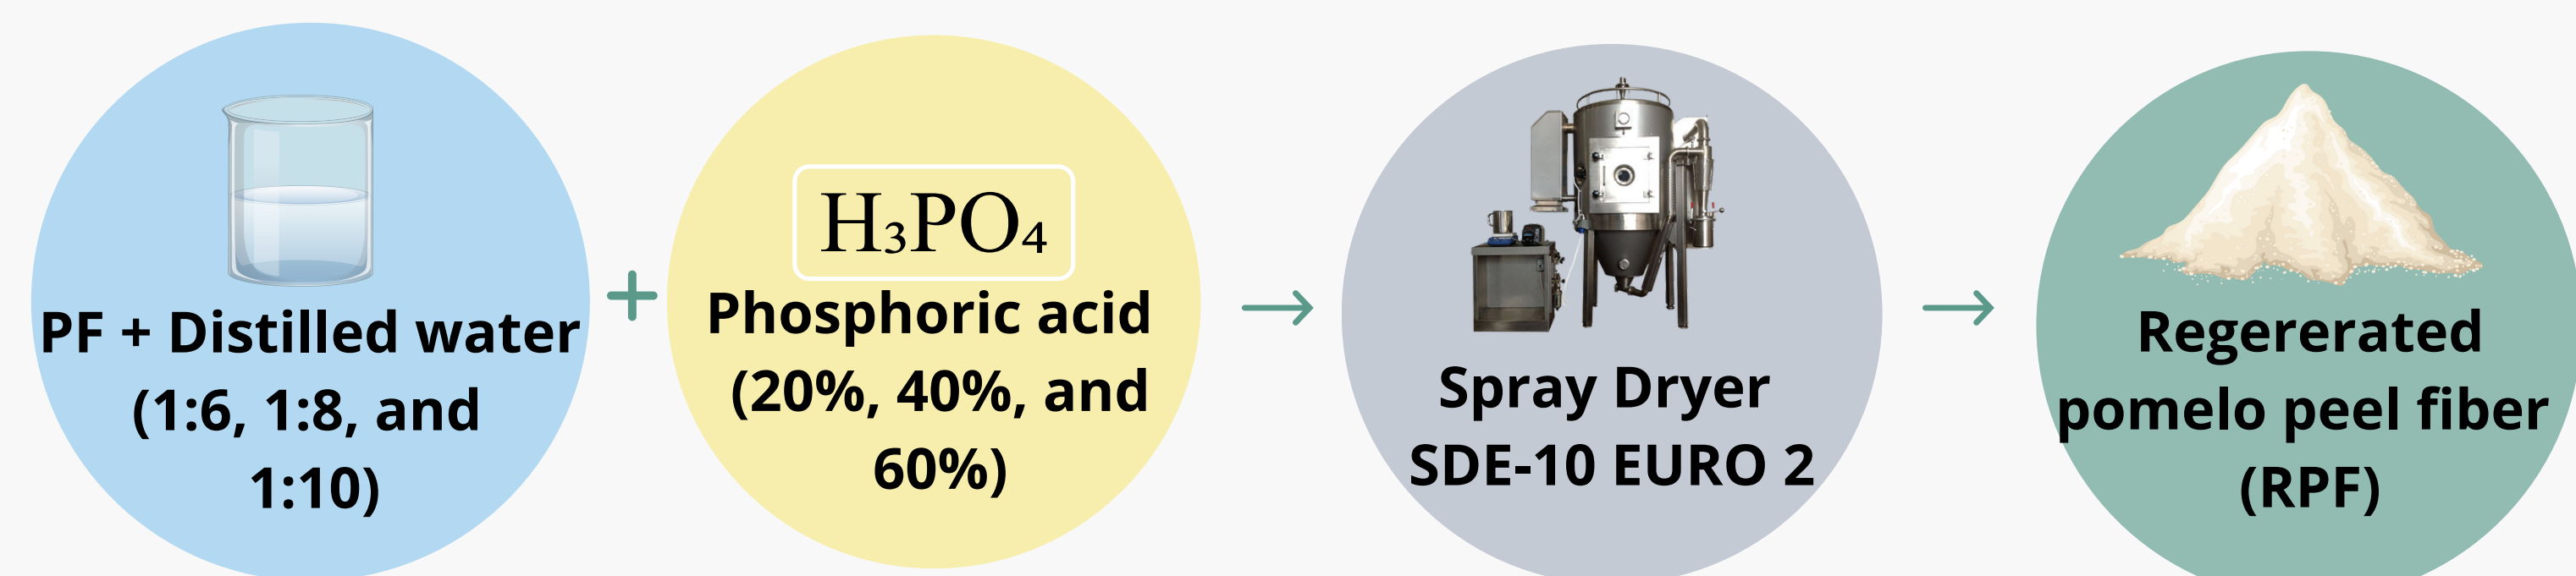 PF + Distilled water
(1:6, 1:8, and
1:10)
+
H₃PO₄
Phosphoric acid
(20%, 40%, and
60%)
→
Spray Dryer
SDE-10 EURO 2
→
Regererated
pomelo peel fiber
(RPF)